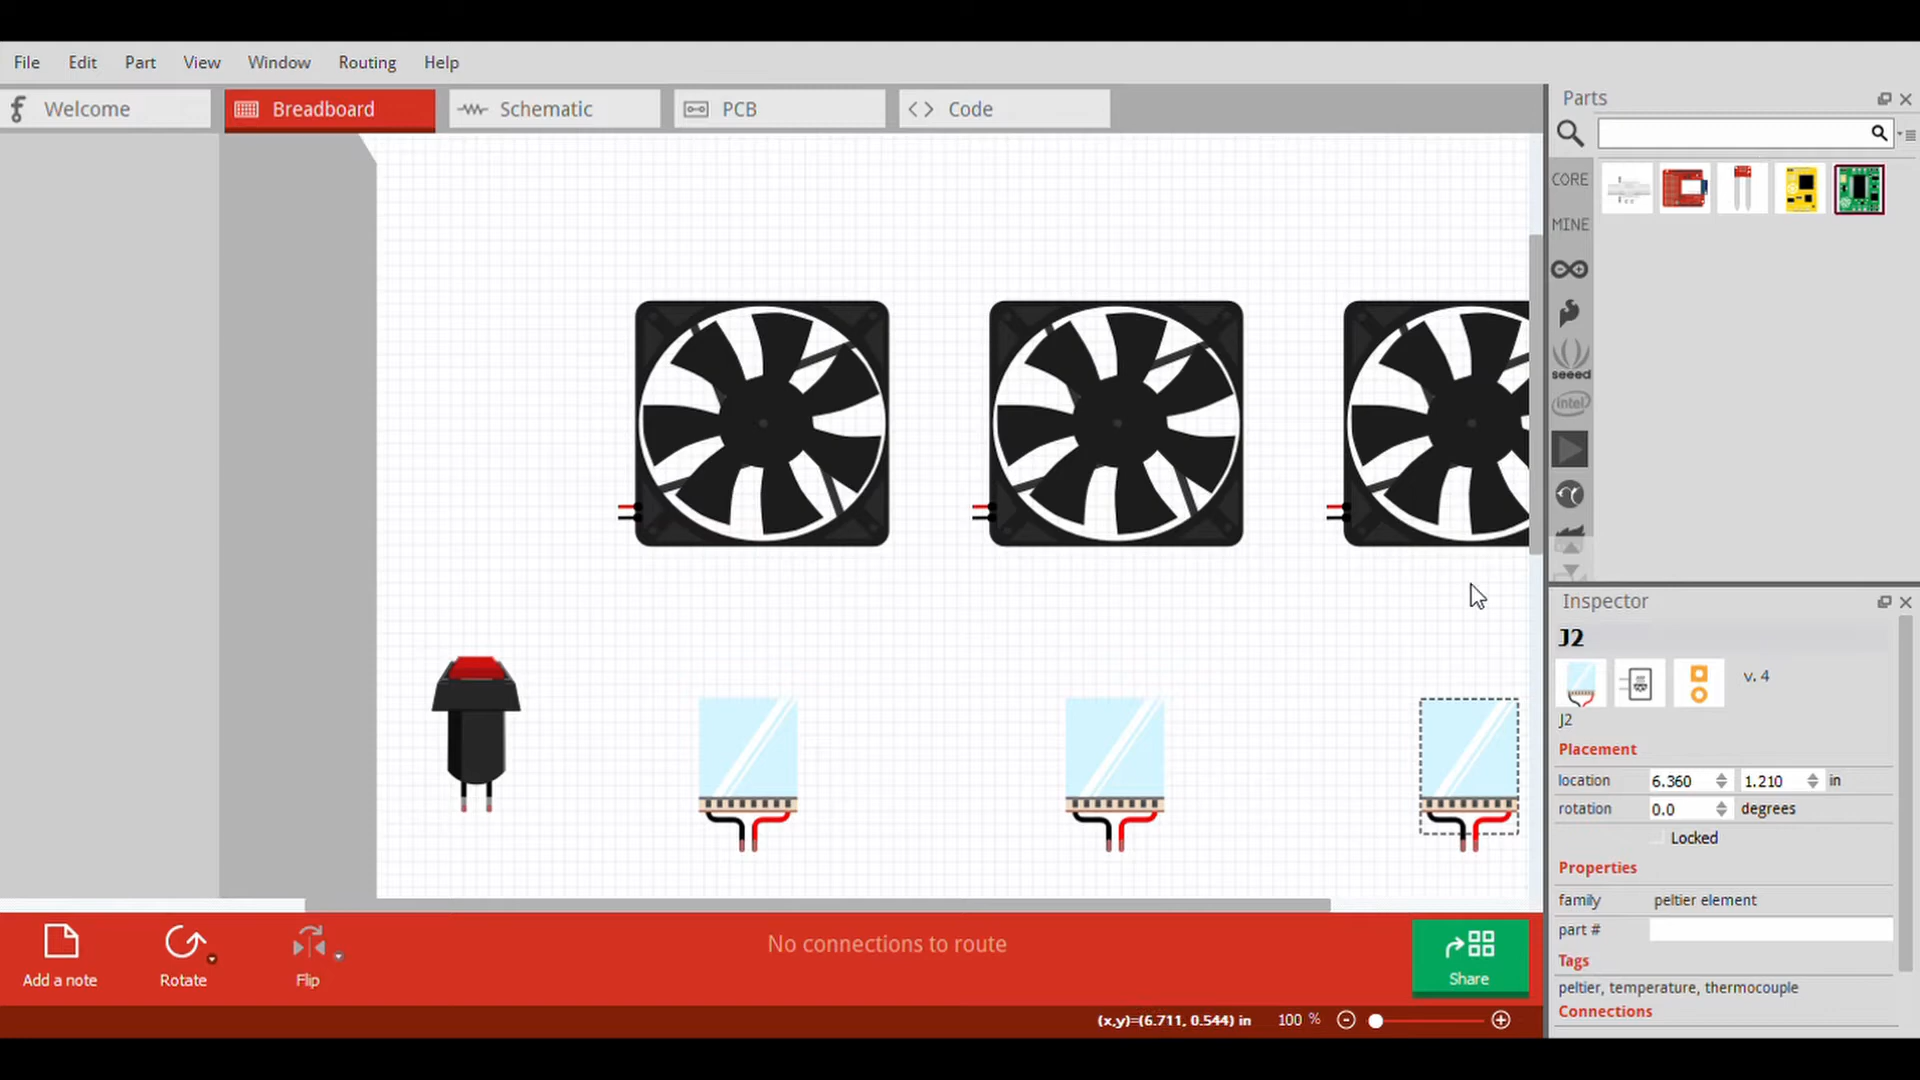 File Edit Part View Window Routing Help
Welcome Breadboard Schematic PCB Code
Parts
CORE
MINE
seeed
intel
Inspector
J2
v. 4
J2
Placement
location 6.360 1.210 in
rotation 0.0 degrees
Locked
Properties
family peltier element
part #
Tags
peltier, temperature, thermocouple
Connections
No connections to route
Add a note Rotate Flip Share
(x,y)=(6.711, 0.544) in 100 %